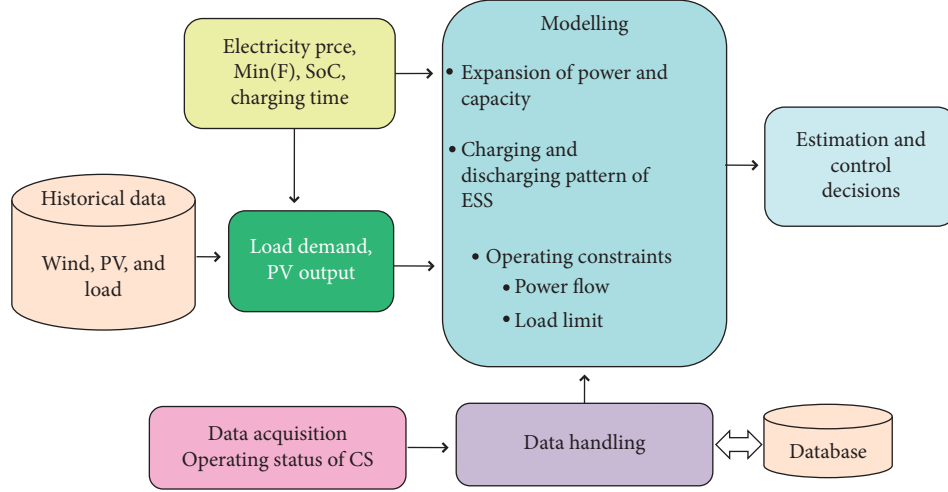 Electricity prce,
Min(F), SoC,
charging time
Modelling
• Expansion of power and
capacity
• Charging and
discharging pattern of
ESS
• Operating constraints
• Power flow
• Load limit
Estimation and
control
decisions
Historical data
Wind, PV, and
load
Load demand,
PV output
Data acquisition
Operating status of CS
Data handling
Database